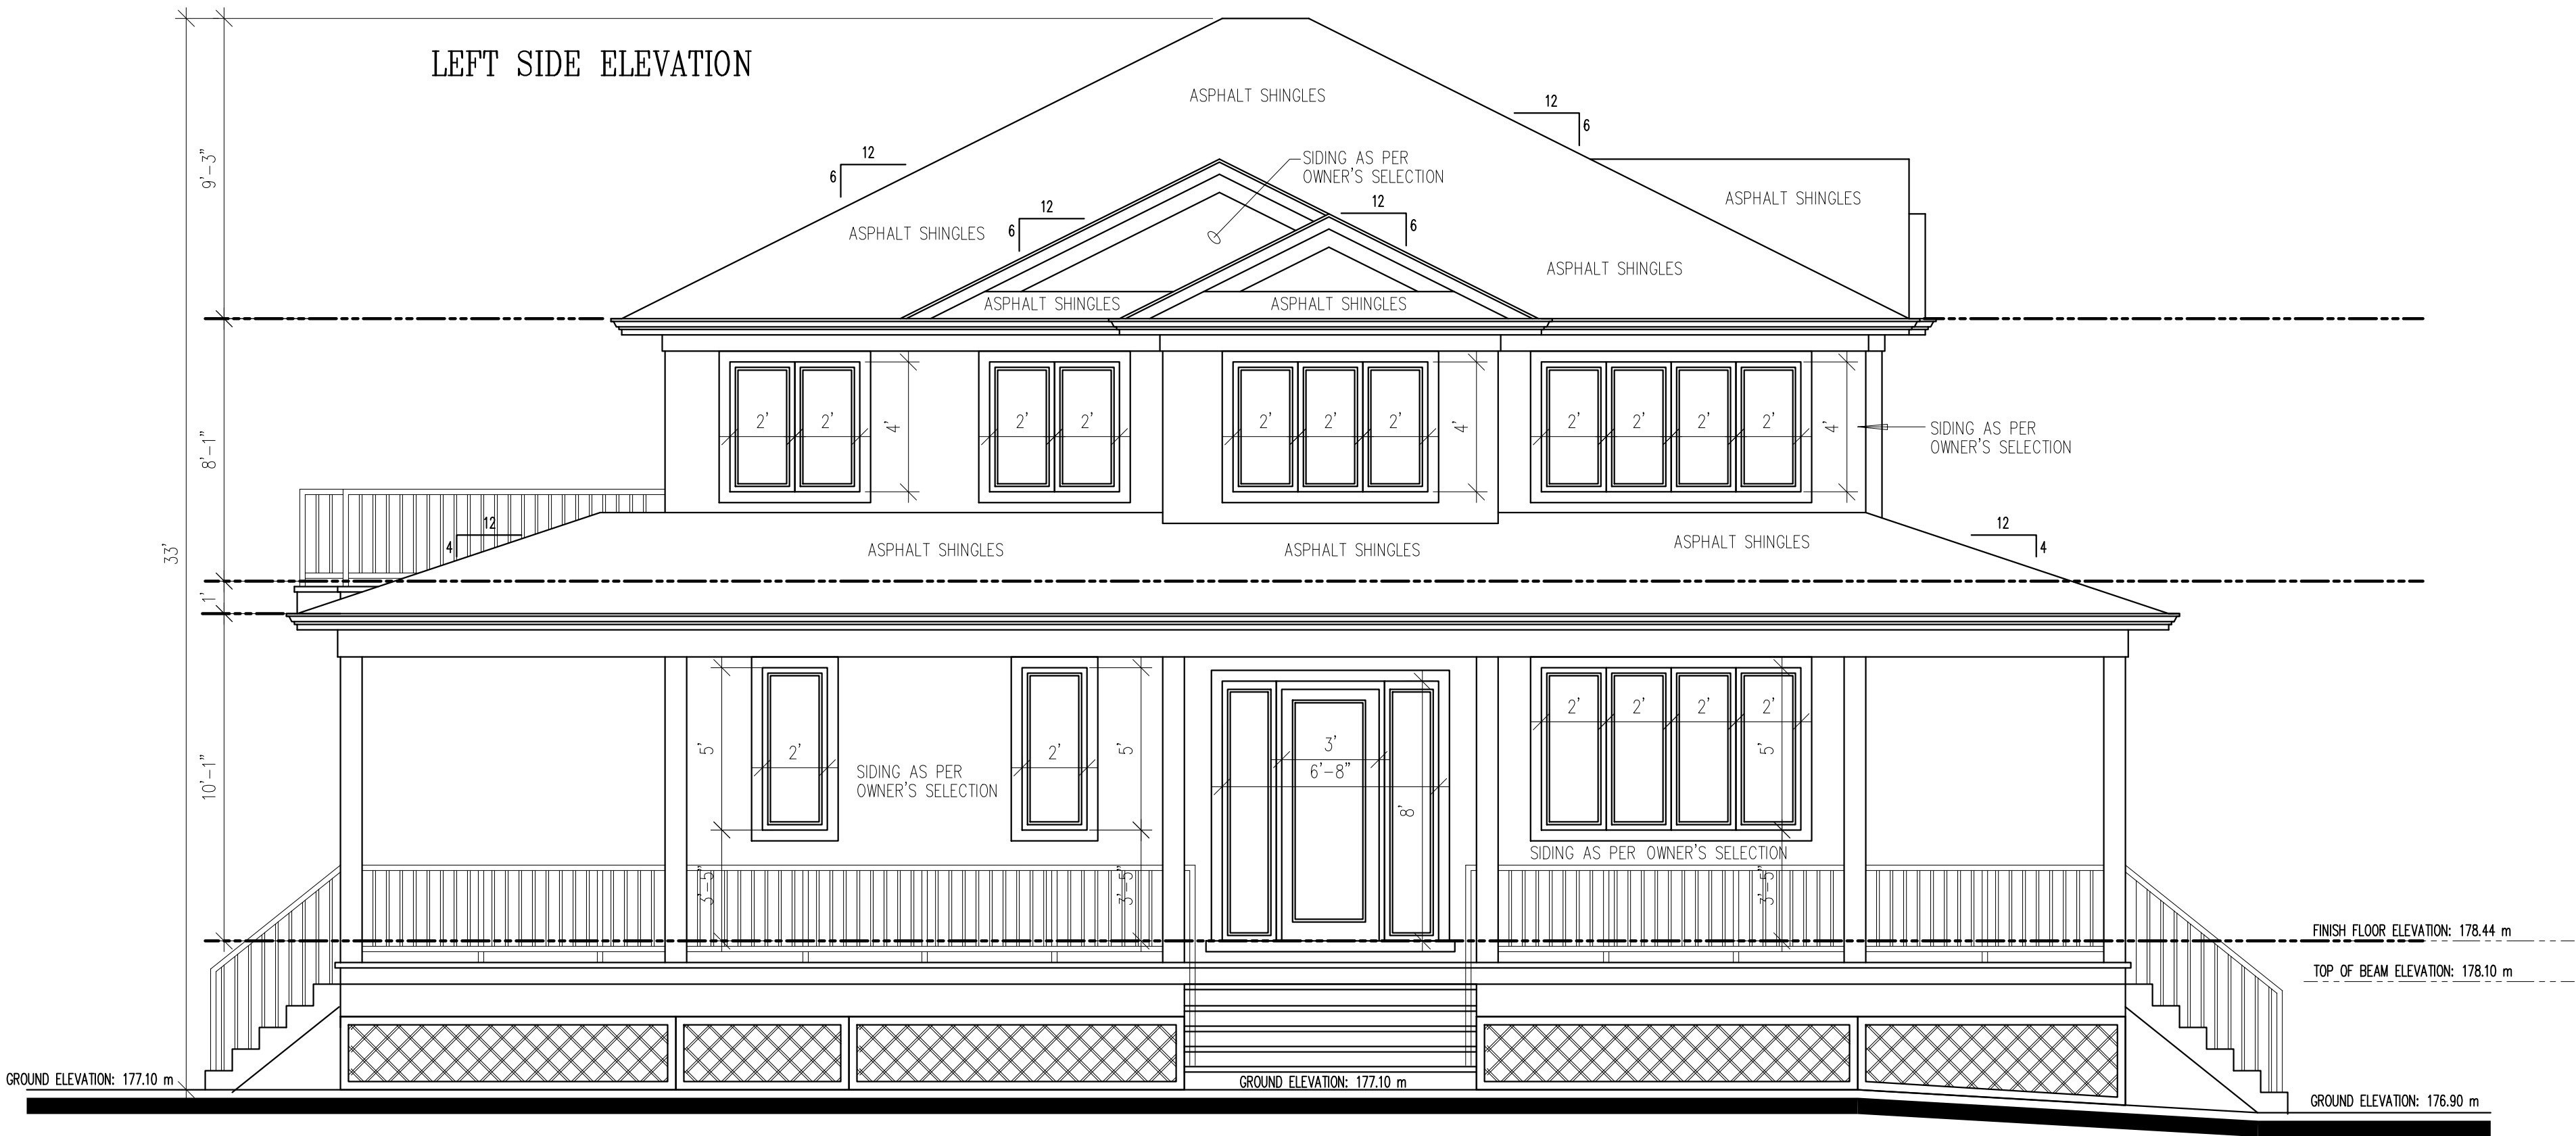 LEFT SIDE ELEVATION
ASPHALT SHINGLES
12
6
12
6
9'-3"
SIDING AS PER
OWNER'S SELECTION
ASPHALT SHINGLES
12
6
12
6
ASPHALT SHINGLES
ASPHALT SHINGLES
ASPHALT SHINGLES
ASPHALT SHINGLES
8'-1"
2'
2'
4'
2'
2'
2'
2'
2'
4'
2'
2'
2'
2'
4'
SIDING AS PER
OWNER'S SELECTION
33'
12
4
ASPHALT SHINGLES
ASPHALT SHINGLES
ASPHALT SHINGLES
12
4
1'
10'-1"
5'
2'
SIDING AS PER
OWNER'S SELECTION
2'
5'
3'
6'-8"
8'
2'
2'
2'
2'
5'
SIDING AS PER OWNER'S SELECTION
3'-5"
3'-5"
3'-5"
FINISH FLOOR ELEVATION: 178.44 m
TOP OF BEAM ELEVATION: 178.10 m
GROUND ELEVATION: 177.10 m
GROUND ELEVATION: 177.10 m
GROUND ELEVATION: 176.90 m